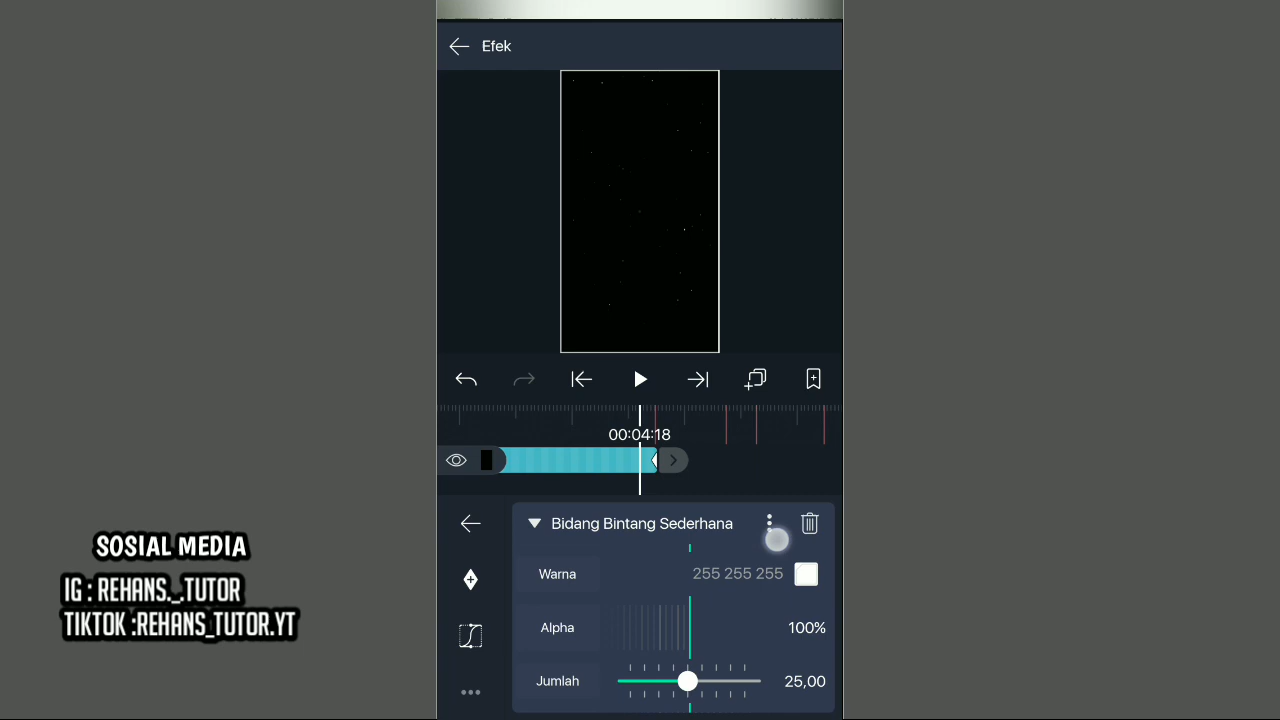 Efek
00:04:18
Bidang Bintang Sederhana
Warna
255 255 255
Alpha
100%
Jumlah
25,00
SOSIAL MEDIA
IG : REHANS._.TUTOR
TIKTOK :REHANS_TUTOR.YT